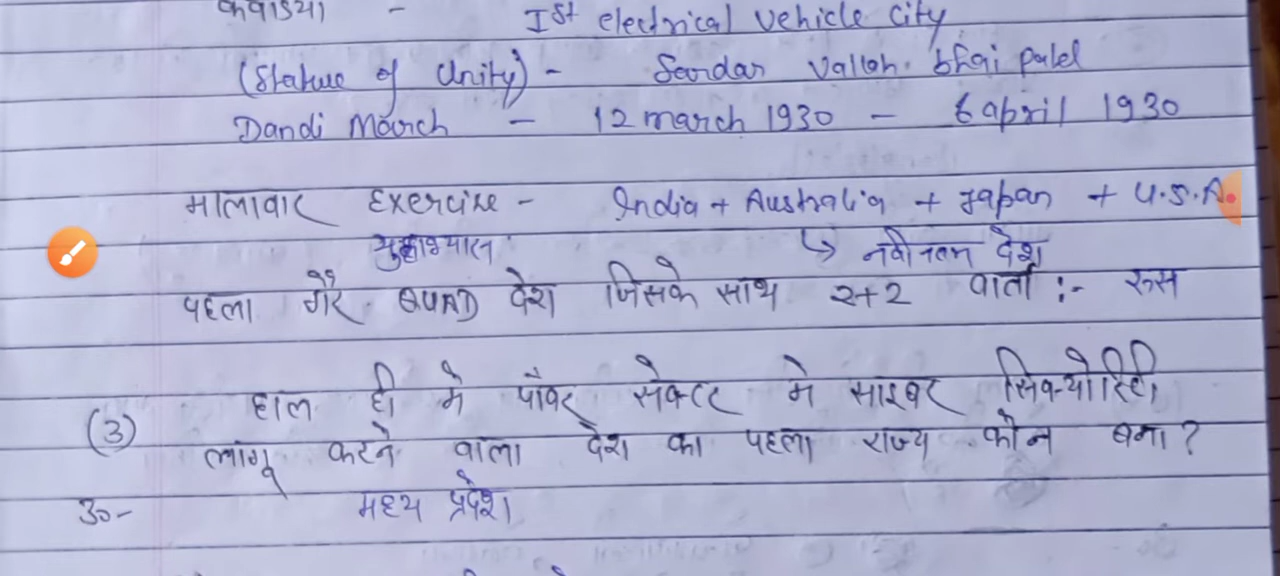 केवड़िया - Ist electrical vehicle city
(Statue of Unity) - Sardar Vallah bhai patel
Dandi March - 12 march 1930 - 6 april 1930
मालावार Exercise - India + Australia + Japan + U.S.A.
युद्धाभ्यास ↳ नवीनतम देश
पहला गैर QUAD देश जिसके साथ 2+2 वार्ता :- रूस
(3) हाल ही मे पॉवर सेक्टर मे साइबर सिक्योरिटी
लागू करने वाला देश का पहला राज्य कौन बना?
उ०- मध्य प्रदेश।